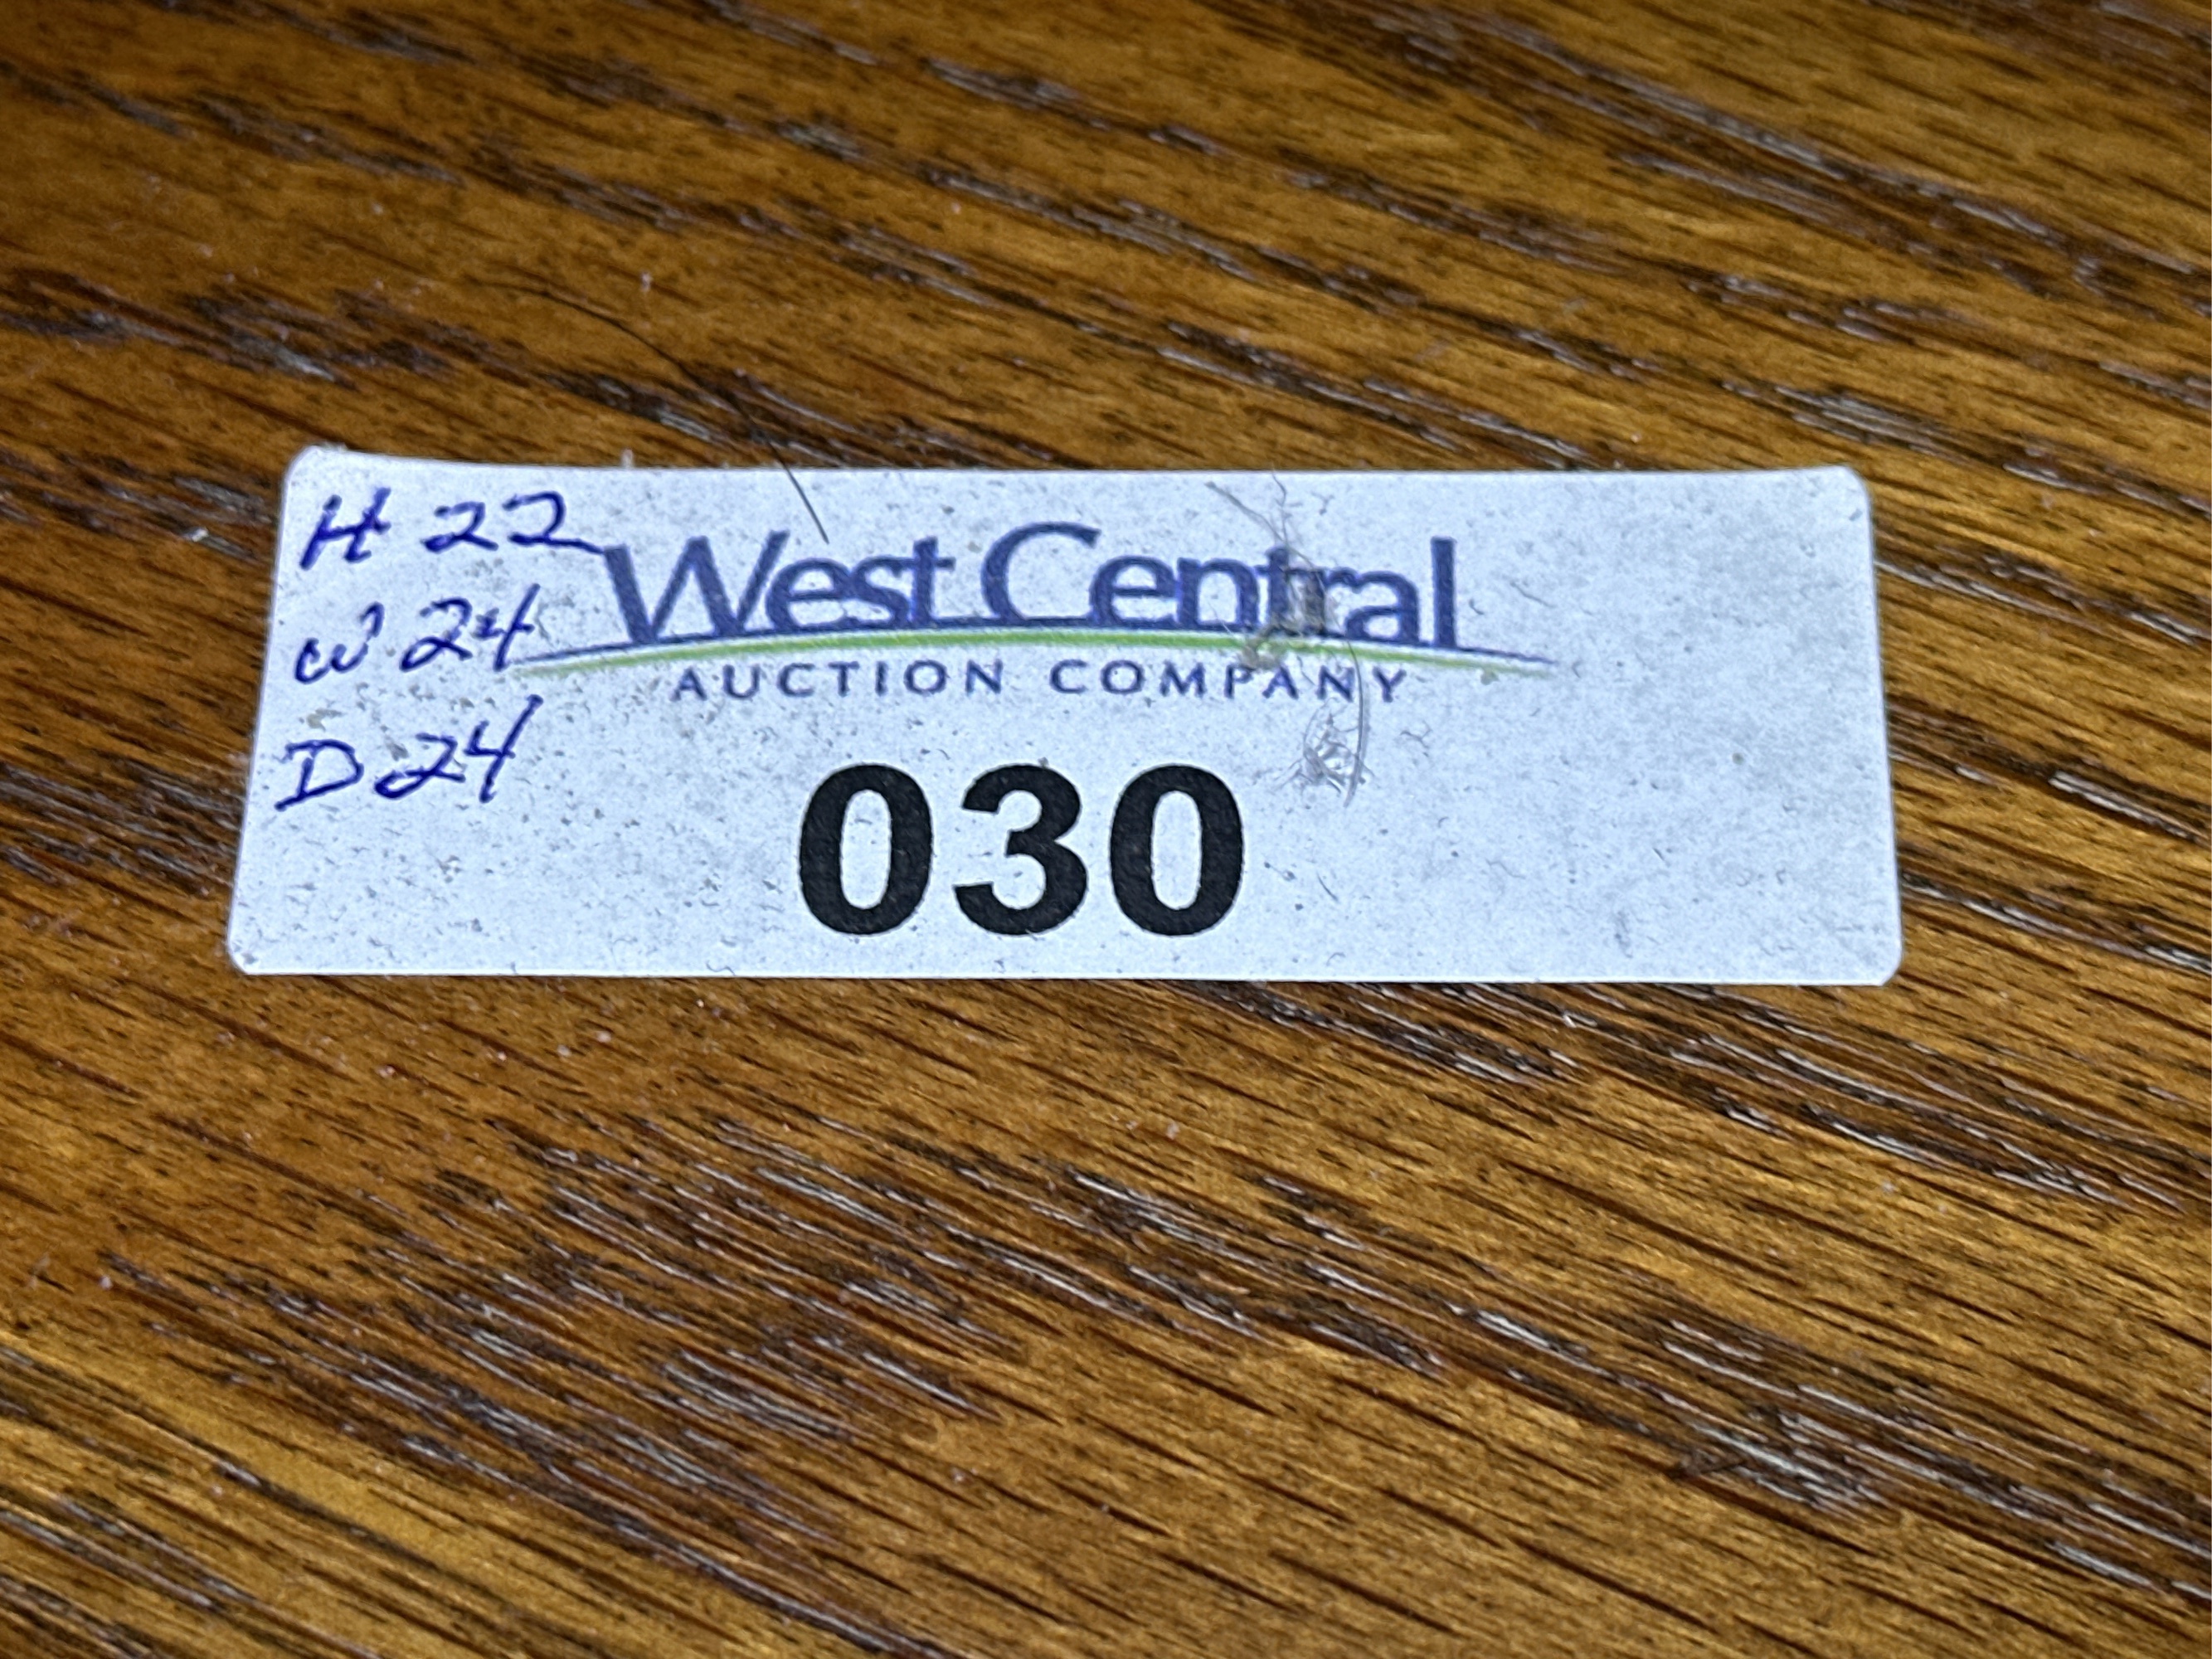 H 22
W 24
D 24
West Central
AUCTION COMPANY
030